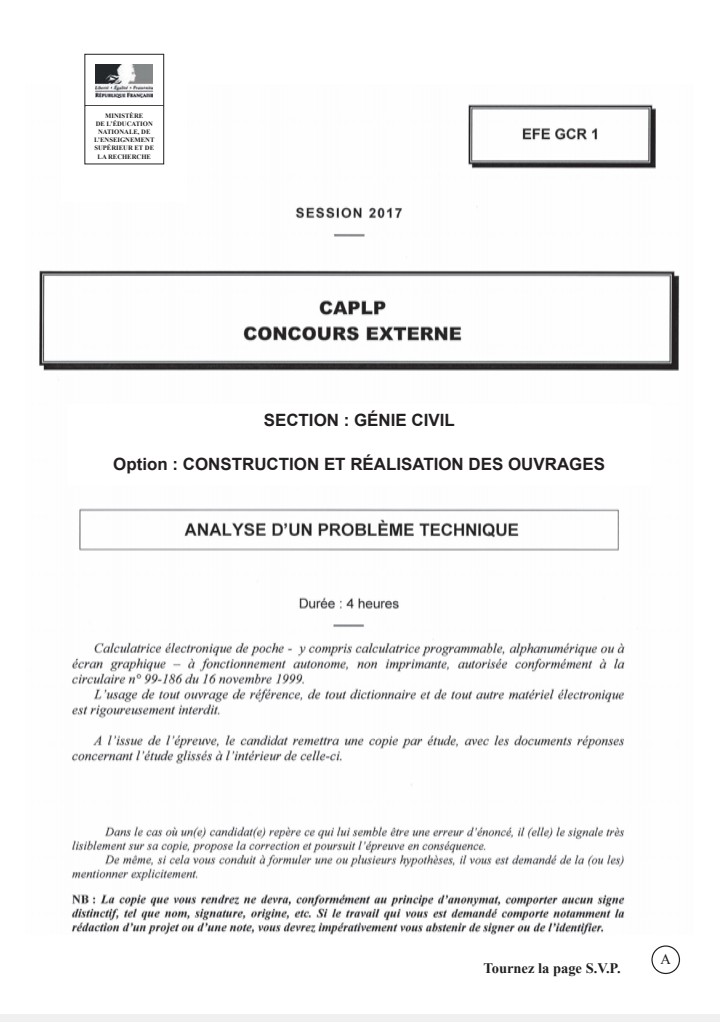 Liberté • Égalité • Fraternité
RÉPUBLIQUE FRANÇAISE
MINISTÈRE
DE L'ÉDUCATION
NATIONALE, DE
L'ENSEIGNEMENT
SUPÉRIEUR ET DE
LA RECHERCHE
EFE GCR 1
SESSION 2017
CAPLP
CONCOURS EXTERNE
SECTION : GÉNIE CIVIL
Option : CONSTRUCTION ET RÉALISATION DES OUVRAGES
ANALYSE D'UN PROBLÈME TECHNIQUE
Durée : 4 heures
Calculatrice électronique de poche - y compris calculatrice programmable, alphanumérique ou à
écran graphique – à fonctionnement autonome, non imprimante, autorisée conformément à la
circulaire n° 99-186 du 16 novembre 1999.
L'usage de tout ouvrage de référence, de tout dictionnaire et de tout autre matériel électronique
est rigoureusement interdit.
A l'issue de l'épreuve, le candidat remettra une copie par étude, avec les documents réponses
concernant l'étude glissés à l'intérieur de celle-ci.
Dans le cas où un(e) candidat(e) repère ce qui lui semble être une erreur d'énoncé, il (elle) le signale très
lisiblement sur sa copie, propose la correction et poursuit l'épreuve en conséquence.
De même, si cela vous conduit à formuler une ou plusieurs hypothèses, il vous est demandé de la (ou les)
mentionner explicitement.
NB : La copie que vous rendrez ne devra, conformément au principe d'anonymat, comporter aucun signe
distinctif, tel que nom, signature, origine, etc. Si le travail qui vous est demandé comporte notamment la
rédaction d'un projet ou d'une note, vous devrez impérativement vous abstenir de signer ou de l'identifier.
Tournez la page S.V.P.
A